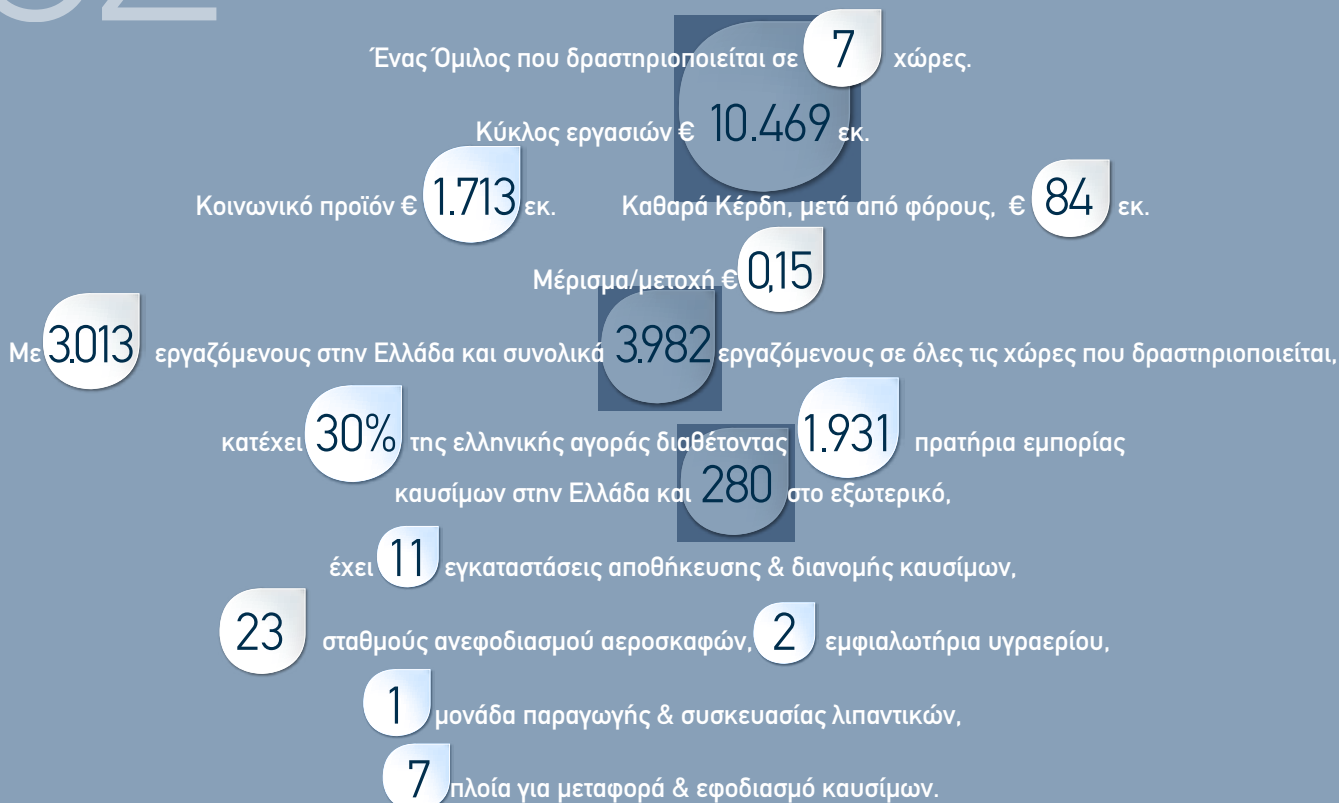 02
Ένας Όμιλος που δραστηριοποιείται σε 7 χώρες.
Κύκλος εργασιών € 10.469 εκ.
Κοινωνικό προϊόν € 1.713 εκ. Καθαρά Κέρδη, μετά από φόρους, € 84 εκ.
Μέρισμα/μετοχή € 0,15
Με 3.013 εργαζόμενους στην Ελλάδα και συνολικά 3.982 εργαζόμενους σε όλες τις χώρες που δραστηριοποιείται,
κατέχει 30% της ελληνικής αγοράς διαθέτοντας 1.931 πρατήρια εμπορίας
καυσίμων στην Ελλάδα και 280 στο εξωτερικό,
έχει 11 εγκαταστάσεις αποθήκευσης & διανομής καυσίμων,
23 σταθμούς ανεφοδιασμού αεροσκαφών, 2 εμφιαλωτήρια υγραερίου,
1 μονάδα παραγωγής & συσκευασίας λιπαντικών,
7 πλοία για μεταφορά & εφοδιασμό καυσίμων.